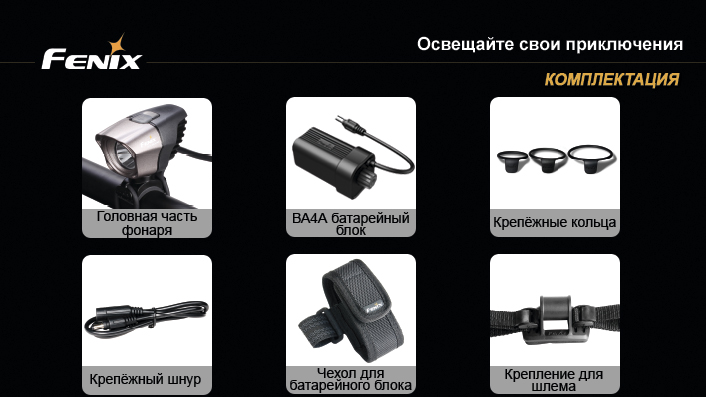 FENIX
Освещайте свои приключения
КОМПЛЕКТАЦИЯ
Головная часть
фонаря
BA4A батарейный
блок
Крепёжные кольца
Крепёжный шнур
FENIX
Чехол для
батарейного блока
Крепление для
шлема